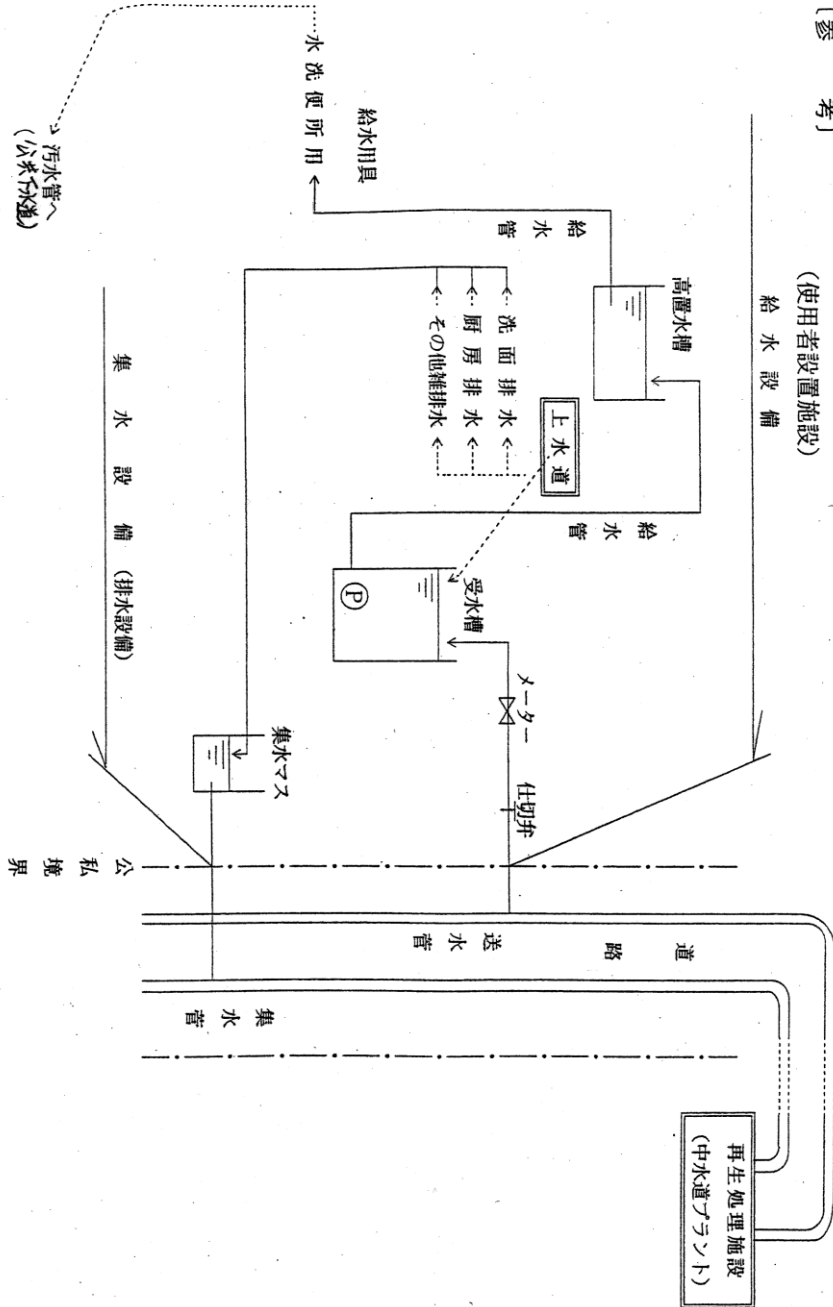 〔参　考〕
(使用者設置施設)
給水設備
高置水槽
給水管
給水用具
水洗便所用
汚水管へ
(公共下水道)
上水道
洗面排水
厨房排水
その他雑排水
給水管
受水槽
P
メーター
仕切弁
集水設備 (排水設備)
集水マス
公私境界
道路
送水菅
集水菅
再生処理施設
(中水道プラント)